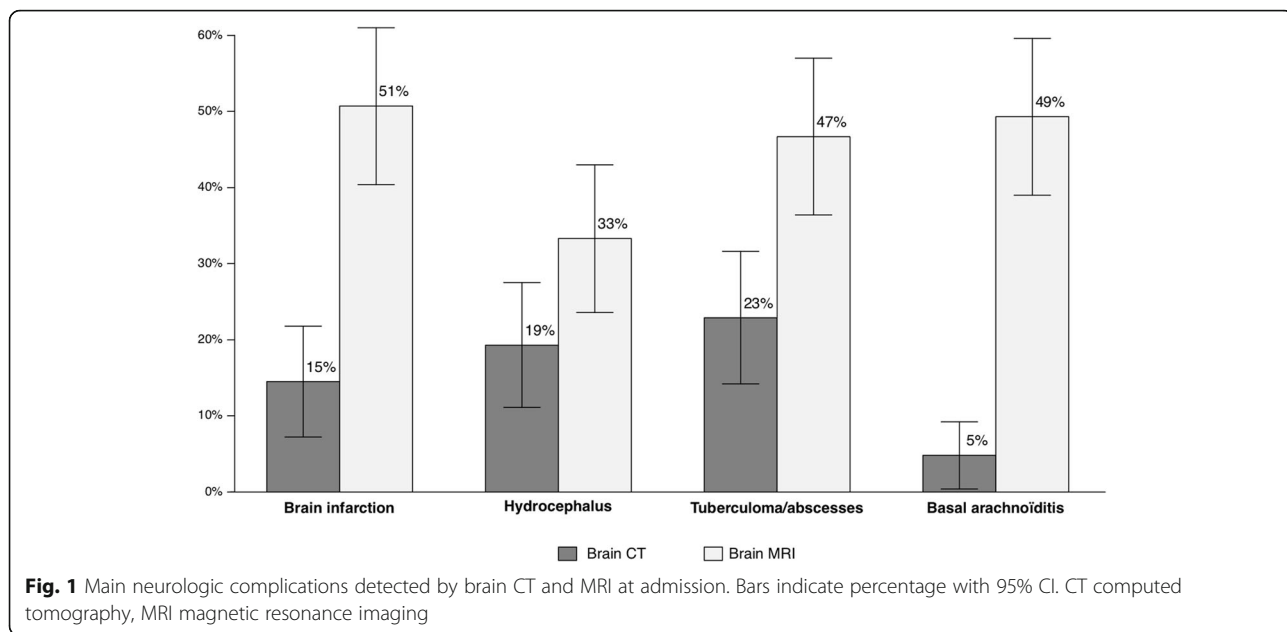 60%
50%
40%
30%
20%
10%
0%
15%
51%
19%
33%
23%
47%
5%
49%
Brain infarction
Hydrocephalus
Tuberculoma/abscesses
Basal arachnoïditis
Brain CT
Brain MRI
Fig. 1 Main neurologic complications detected by brain CT and MRI at admission. Bars indicate percentage with 95% CI. CT computed
tomography, MRI magnetic resonance imaging